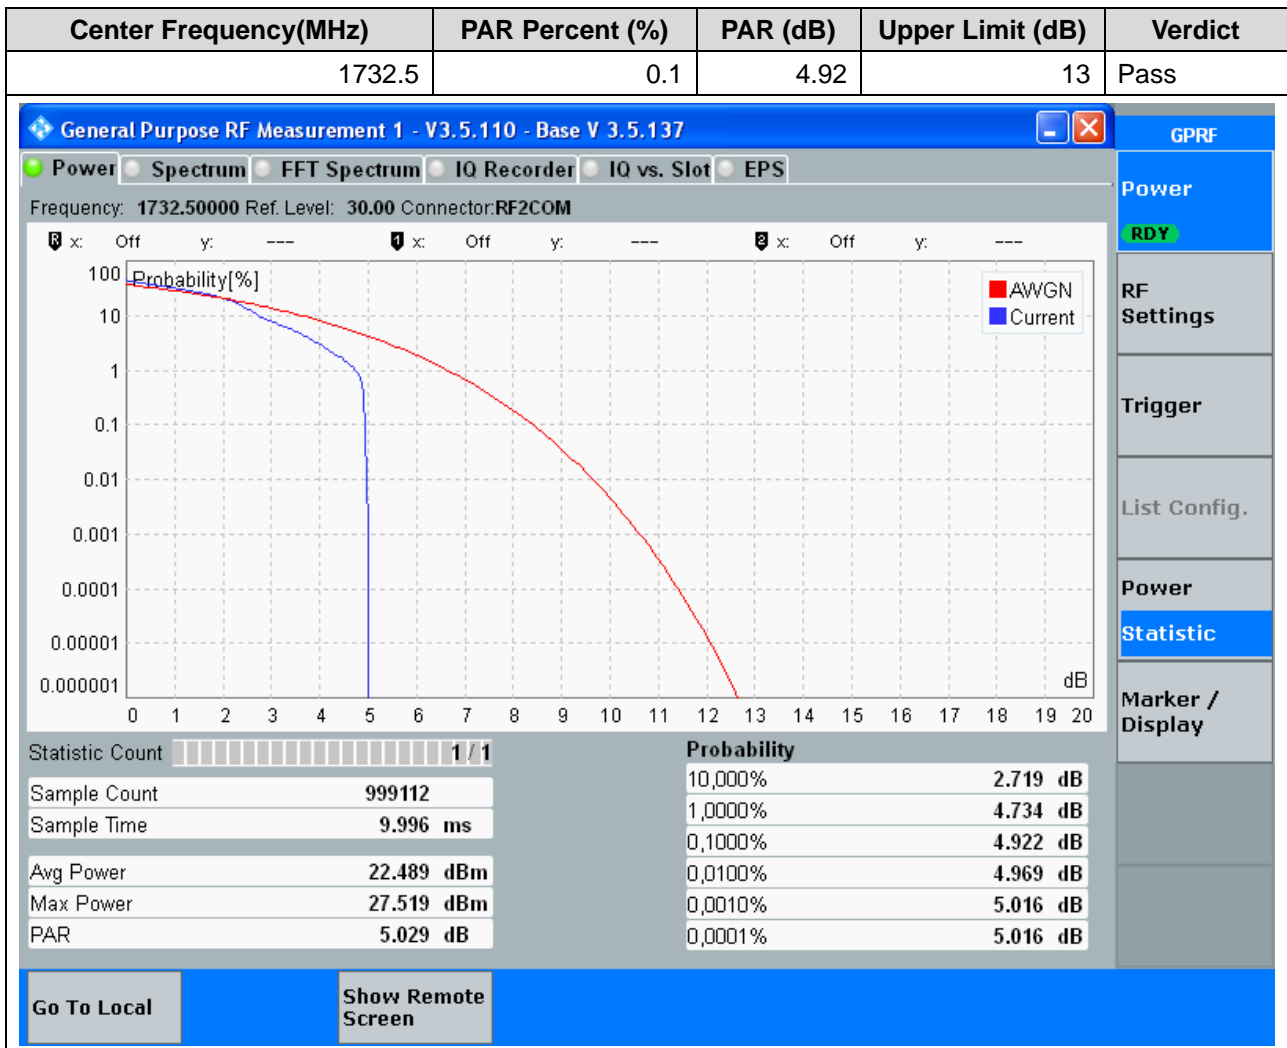 Center Frequency(MHz) PAR Percent (%) PAR (dB) Upper Limit (dB) Verdict
1732.5 0.1 4.92 13 Pass
General Purpose RF Measurement 1 - V3.5.110 - Base V 3.5.137
GPRF
Power Spectrum FFT Spectrum IQ Recorder IQ vs. Slot EPS
Frequency: 1732.50000 Ref. Level: 30.00 Connector:RF2COM
R x: Off y: --- 1 x: Off y: --- 2 x: Off y: ---
Probability[%]
AWGN
Current
100
10
1
0.1
0.01
0.001
0.0001
0.00001
0.000001
dB
0 1 2 3 4 5 6 7 8 9 10 11 12 13 14 15 16 17 18 19 20
Statistic Count 1 / 1
Sample Count 999112
Sample Time 9.996 ms
Avg Power 22.489 dBm
Max Power 27.519 dBm
PAR 5.029 dB
Probability
10,000% 2.719 dB
1,0000% 4.734 dB
0,1000% 4.922 dB
0,0100% 4.969 dB
0,0010% 5.016 dB
0,0001% 5.016 dB
Power
RDY
RF
Settings
Trigger
List Config.
Power
Statistic
Marker /
Display
Go To Local
Show Remote
Screen